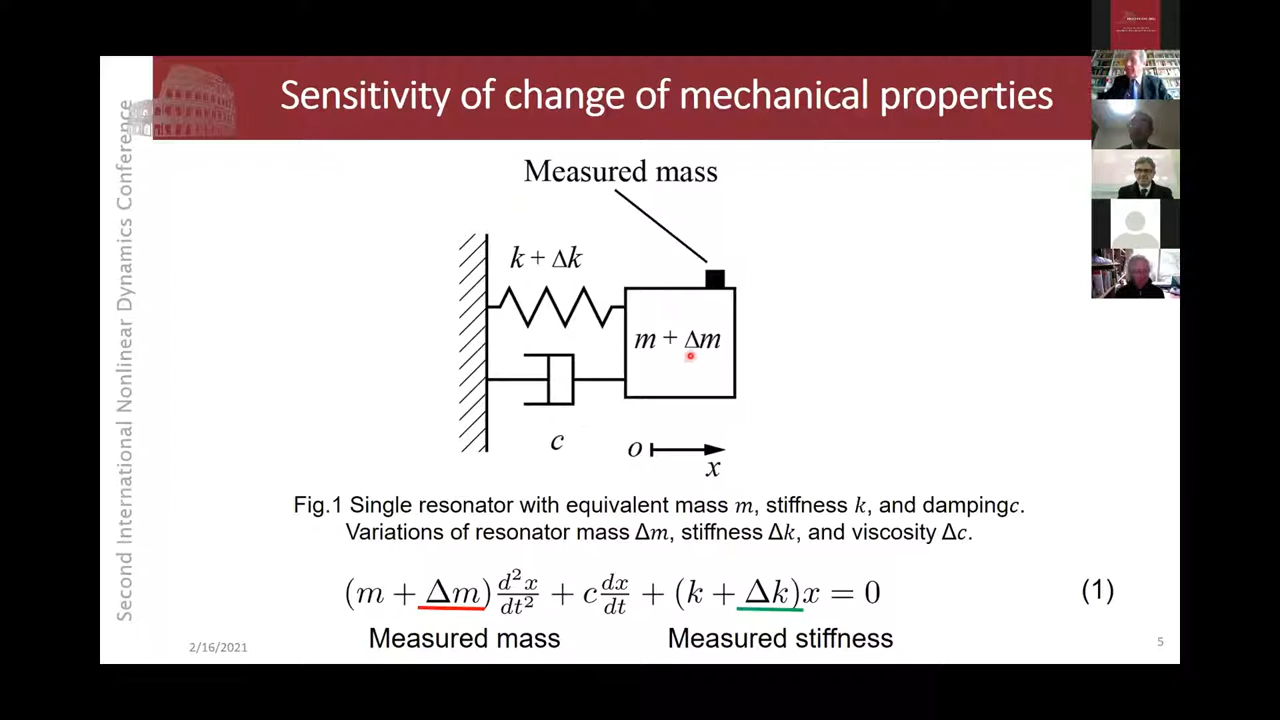 Sensitivity of change of mechanical properties
Second International Nonlinear Dynamics Conference
Measured mass
k + Δk
m + Δm
c
o
x
Fig.1 Single resonator with equivalent mass m, stiffness k, and dampingc.
Variations of resonator mass Δm, stiffness Δk, and viscosity Δc.
(m + Δm) d²x/dt² + c dx/dt + (k + Δk)x = 0 (1)
Measured mass Measured stiffness
2/16/2021 5